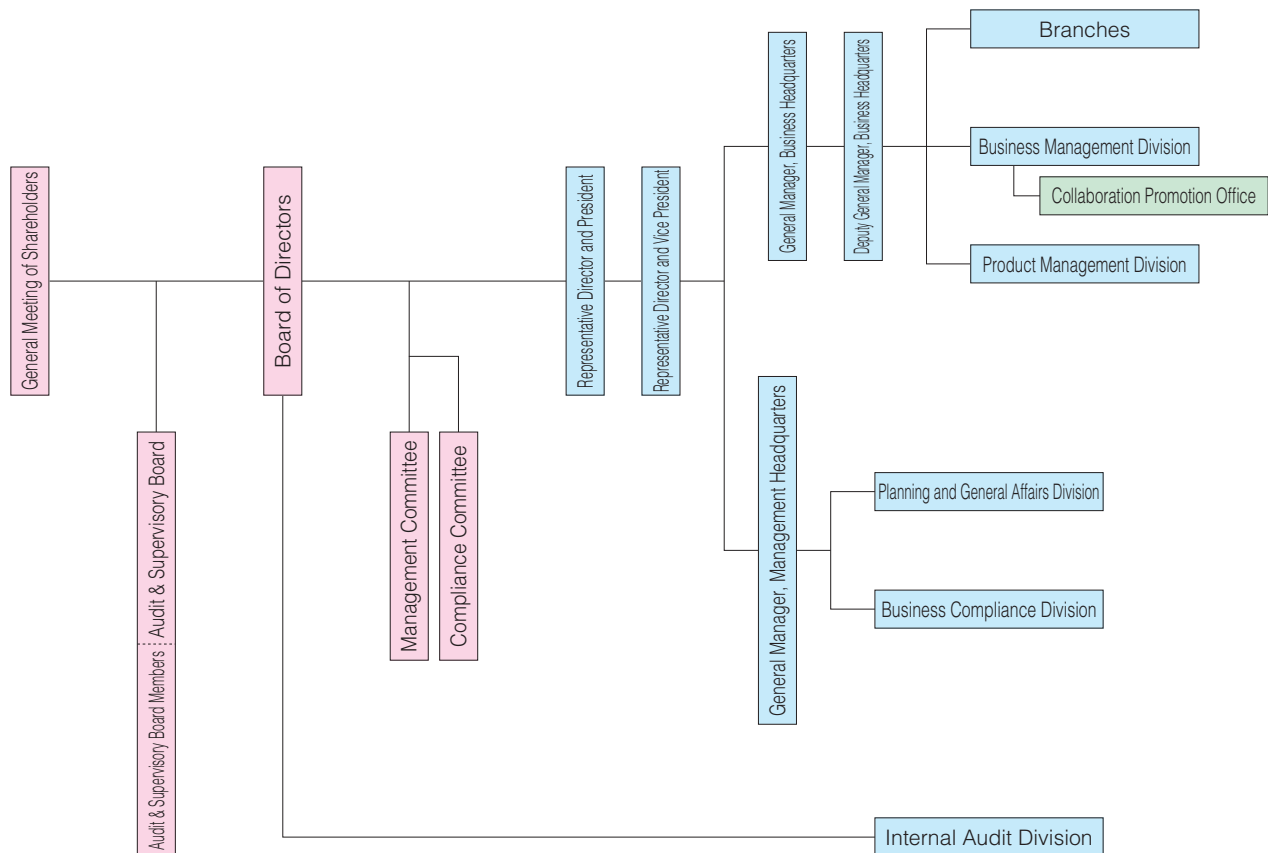 General Meeting of Shareholders
Audit & Supervisory Board
Audit & Supervisory Board Members
Board of Directors
Management Committee
Compliance Committee
Representative Director and President
Representative Director and Vice President
General Manager, Business Headquarters
Deputy General Manager, Business Headquarters
Branches
Business Management Division
Collaboration Promotion Office
Product Management Division
General Manager, Management Headquarters
Planning and General Affairs Division
Business Compliance Division
Internal Audit Division